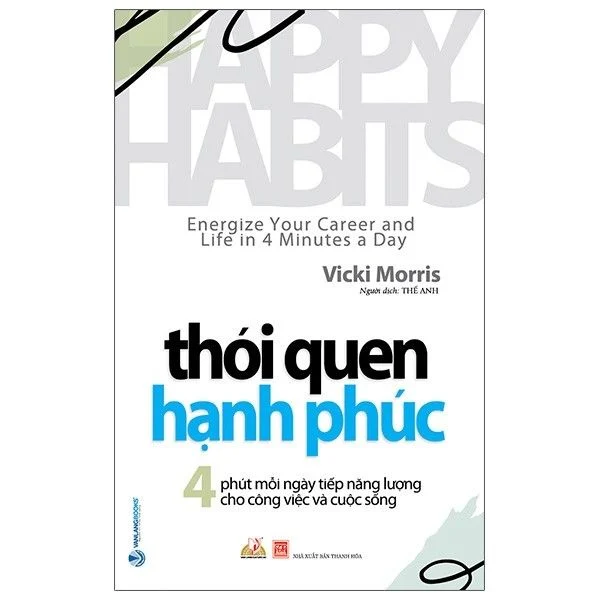 HAPPY
HABITS
Energize Your Career and
Life in 4 Minutes a Day
Vicki Morris
Người dịch: THẾ ANH
thói quen
hạnh phúc
4 phút mỗi ngày tiếp năng lượng
cho công việc và cuộc sống
VANLANGBOOKS
NHÀ XUẤT BẢN THANH HÓA